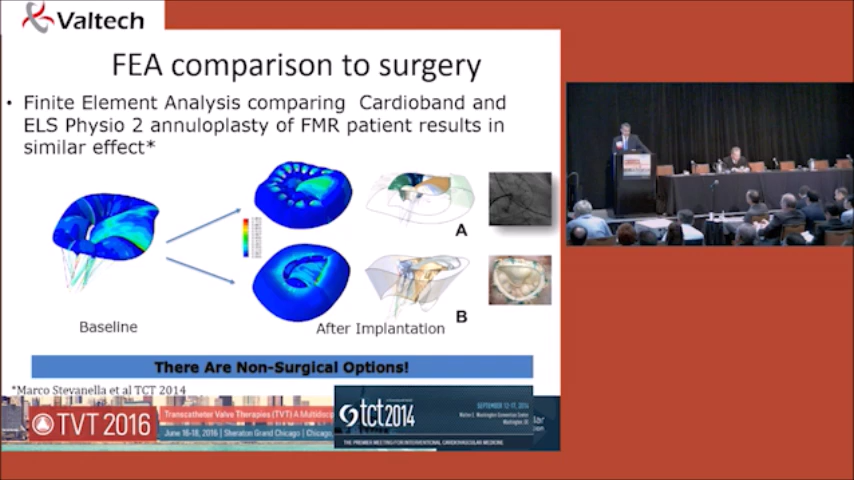 Valtech
FEA comparison to surgery
• Finite Element Analysis comparing Cardioband and
ELS Physio 2 annuloplasty of FMR patient results in
similar effect*
A
B
Baseline
After Implantation
There Are Non-Surgical Options!
*Marco Stevanella et al TCT 2014
TVT 2016
Transcatheter Valve Therapies (TVT) A Multidisc
June 16-18, 2016 | Sheraton Grand Chicago | Chicago,
tct2014
SEPTEMBER 13-17, 2014
Walter E. Washington Convention Center
Washington, DC
THE PREMIER MEETING FOR INTERVENTIONAL CARDIOVASCULAR MEDICINE